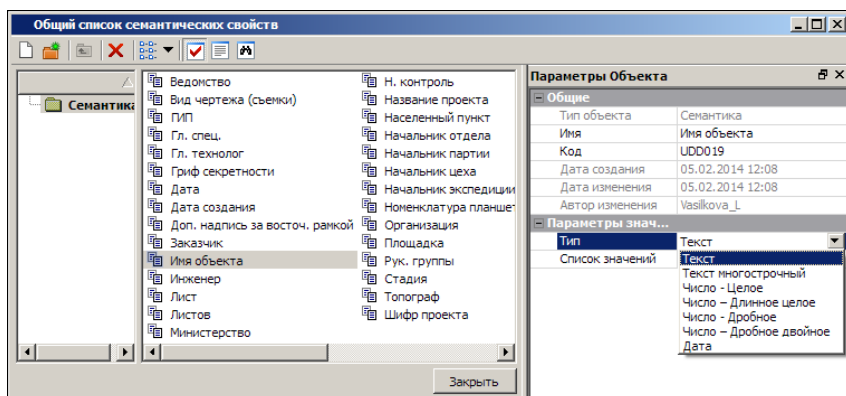 Общий список семантических свойств
Семантика
Ведомство
Вид чертежа (съемки)
ГИП
Гл. спец.
Гл. технолог
Гриф секретности
Дата
Дата создания
Доп. надпись за восточ. рамкой
Заказчик
Имя объекта
Инженер
Лист
Листов
Министерство
Н. контроль
Название проекта
Населенный пункт
Начальник отдела
Начальник партии
Начальник цеха
Начальник экспедиции
Номенклатура планшет
Организация
Площадка
Рук. группы
Стадия
Топограф
Шифр проекта
Закрыть
Параметры Объекта
Общие
Тип объекта Семантика
Имя Имя объекта
Код UDD019
Дата создания 05.02.2014 12:08
Дата изменения 05.02.2014 12:08
Автор изменения Vasilkova_L
Параметры знач...
Тип Текст
Список значений
Текст
Текст многострочный
Число - Целое
Число – Длинное целое
Число - Дробное
Число – Дробное двойное
Дата